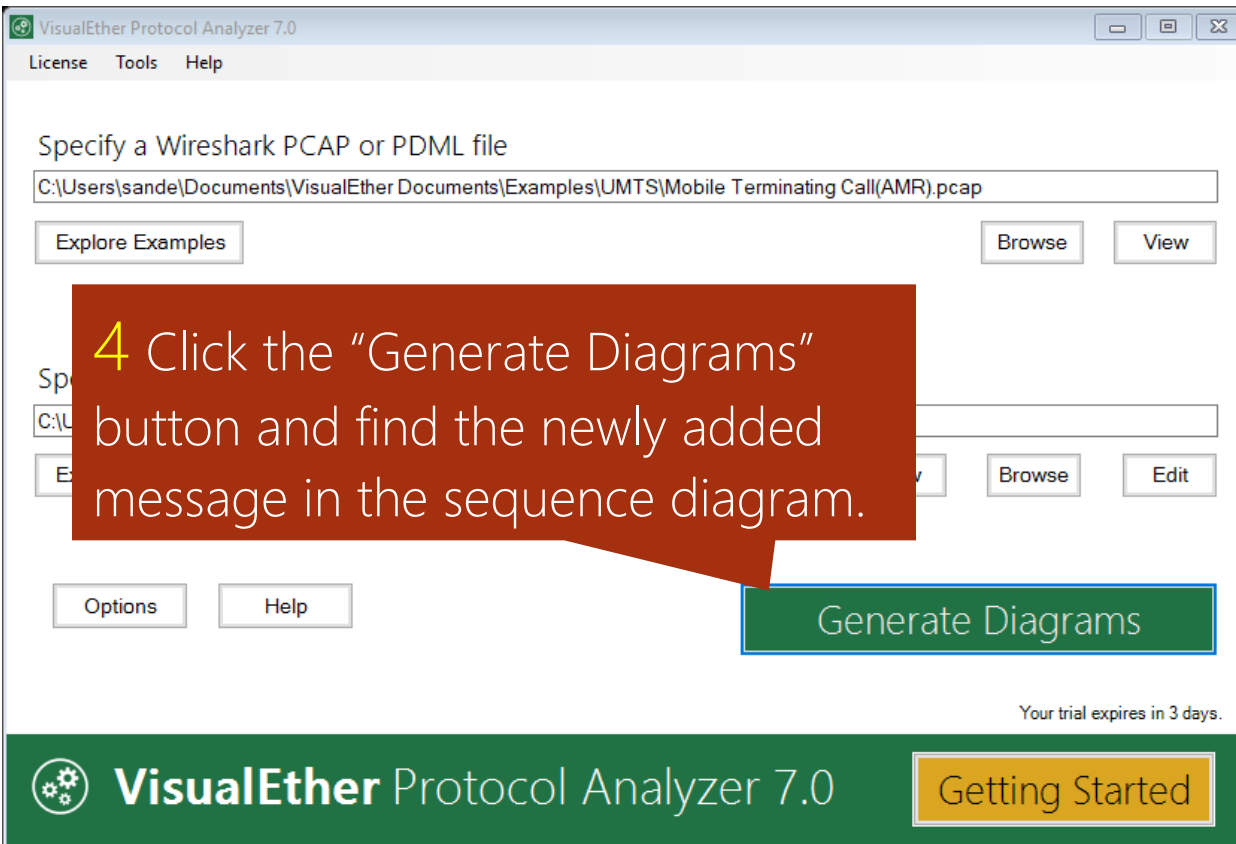 VisualEther Protocol Analyzer 7.0
License Tools Help
Specify a Wireshark PCAP or PDML file
C:\Users\sande\Documents\VisualEther Documents\Examples\UMTS\Mobile Terminating Call(AMR).pcap
Explore Examples Browse View
4 Click the “Generate Diagrams”
button and find the newly added
message in the sequence diagram.
Browse Edit
Options Help
Generate Diagrams
Your trial expires in 3 days.
VisualEther Protocol Analyzer 7.0
Getting Started